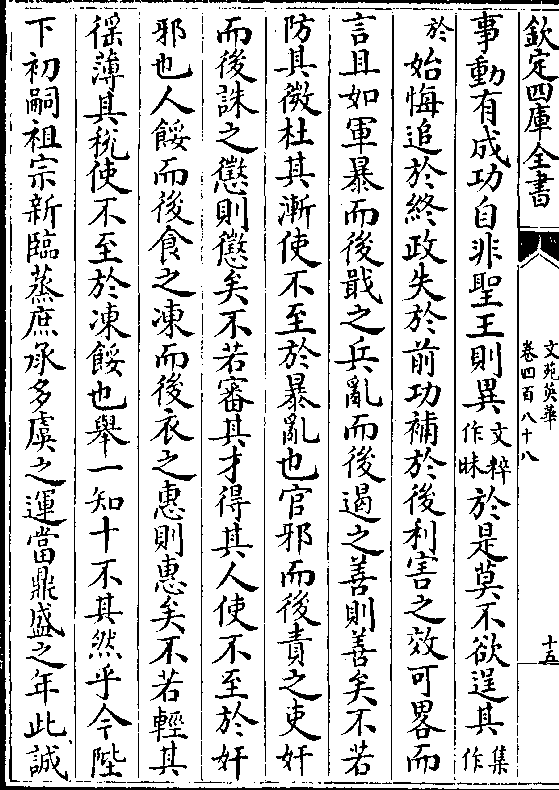 欽定四庫全書
文苑英華
卷四百八十八
十五
事動有成功自非聖王則異文粹作昧於是莫不欲逞其集作
於始悔追於終政失於前功補於後利害之效可畧而
言且如軍暴而後戢之兵亂而後遏之善則善矣不若
防其微杜其漸使不至於暴亂也官邪而後責之吏奸
而後誅之懲則懲矣不若審其才得其人使不至於奸
邪也人餒而後食之凍而後衣之惠則惠矣不若輕其
徭薄其稅使不至於凍餒也舉一知十不其然乎今陛
下初嗣祖宗新臨蒸庶承多虞之運當鼎盛之年此誠